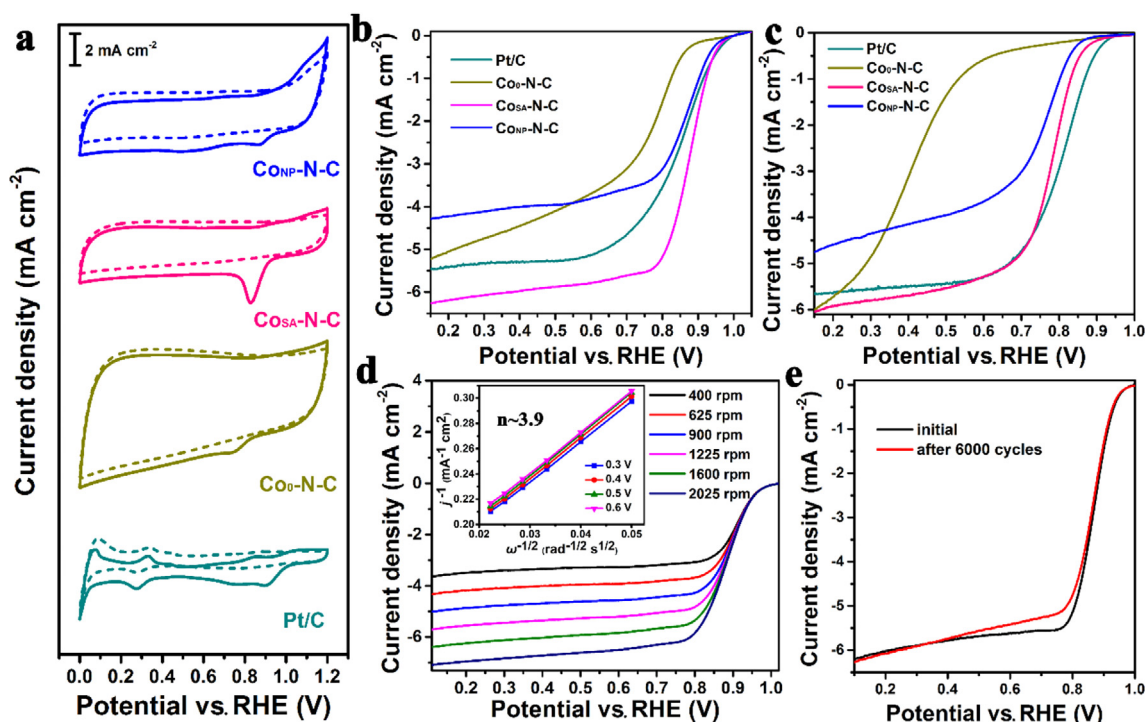 a
2 mA cm⁻²
CoNP-N-C
CoSA-N-C
Co₀-N-C
Pt/C
Current density (mA cm⁻²)
0.0 0.2 0.4 0.6 0.8 1.0 1.2
Potential vs. RHE (V)
b
Pt/C
Co₀-N-C
CoSA-N-C
CoNP-N-C
0
-1
-2
-3
-4
-5
-6
Current density (mA cm⁻²)
0.2 0.3 0.4 0.5 0.6 0.7 0.8 0.9 1.0
Potential vs. RHE (V)
c
Pt/C
Co₀-N-C
CoSA-N-C
CoNP-N-C
0
-1
-2
-3
-4
-5
-6
Current density (mA cm⁻²)
0.2 0.3 0.4 0.5 0.6 0.7 0.8 0.9 1.0
Potential vs. RHE (V)
d
4
2
0
-2
-4
-6
Current density (mA cm⁻²)
0.2 0.3 0.4 0.5 0.6 0.7 0.8 0.9 1.0
Potential vs. RHE (V)
400 rpm
625 rpm
900 rpm
1225 rpm
1600 rpm
2025 rpm
n~3.9
0.3 V
0.4 V
0.5 V
0.6 V
0.30
0.28
0.26
0.24
0.22
0.20
j⁻¹ (mA⁻¹ cm²)
0.02 0.03 0.04 0.05
ω⁻¹/² (rad⁻¹/² s¹/²)
e
initial
after 6000 cycles
0
-1
-2
-3
-4
-5
-6
Current density (mA cm⁻²)
0.2 0.4 0.6 0.8 1.0
Potential vs. RHE (V)